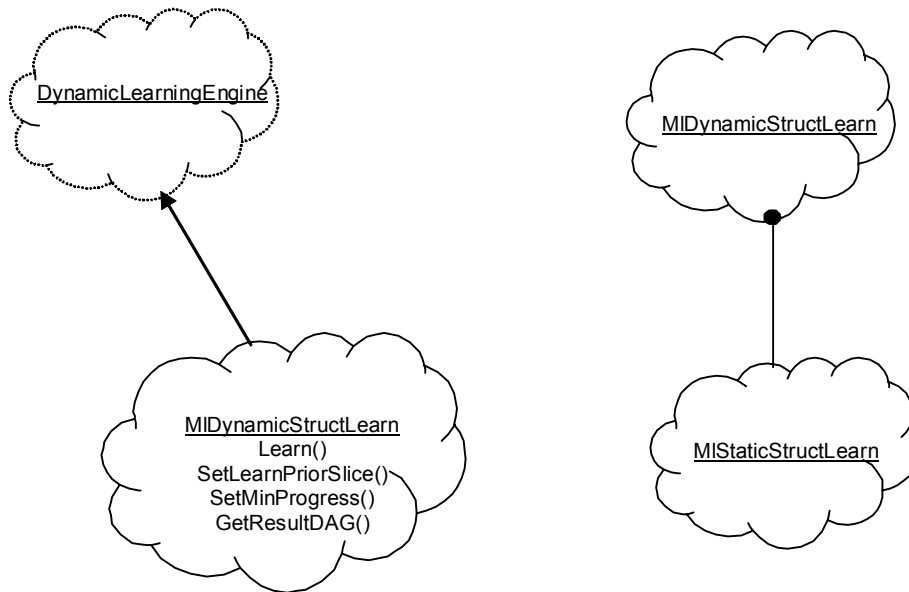 DynamicLearningEngine
MlDynamicStructLearn
MlDynamicStructLearn
Learn()
SetLearnPriorSlice()
SetMinProgress()
GetResultDAG()
MlStaticStructLearn